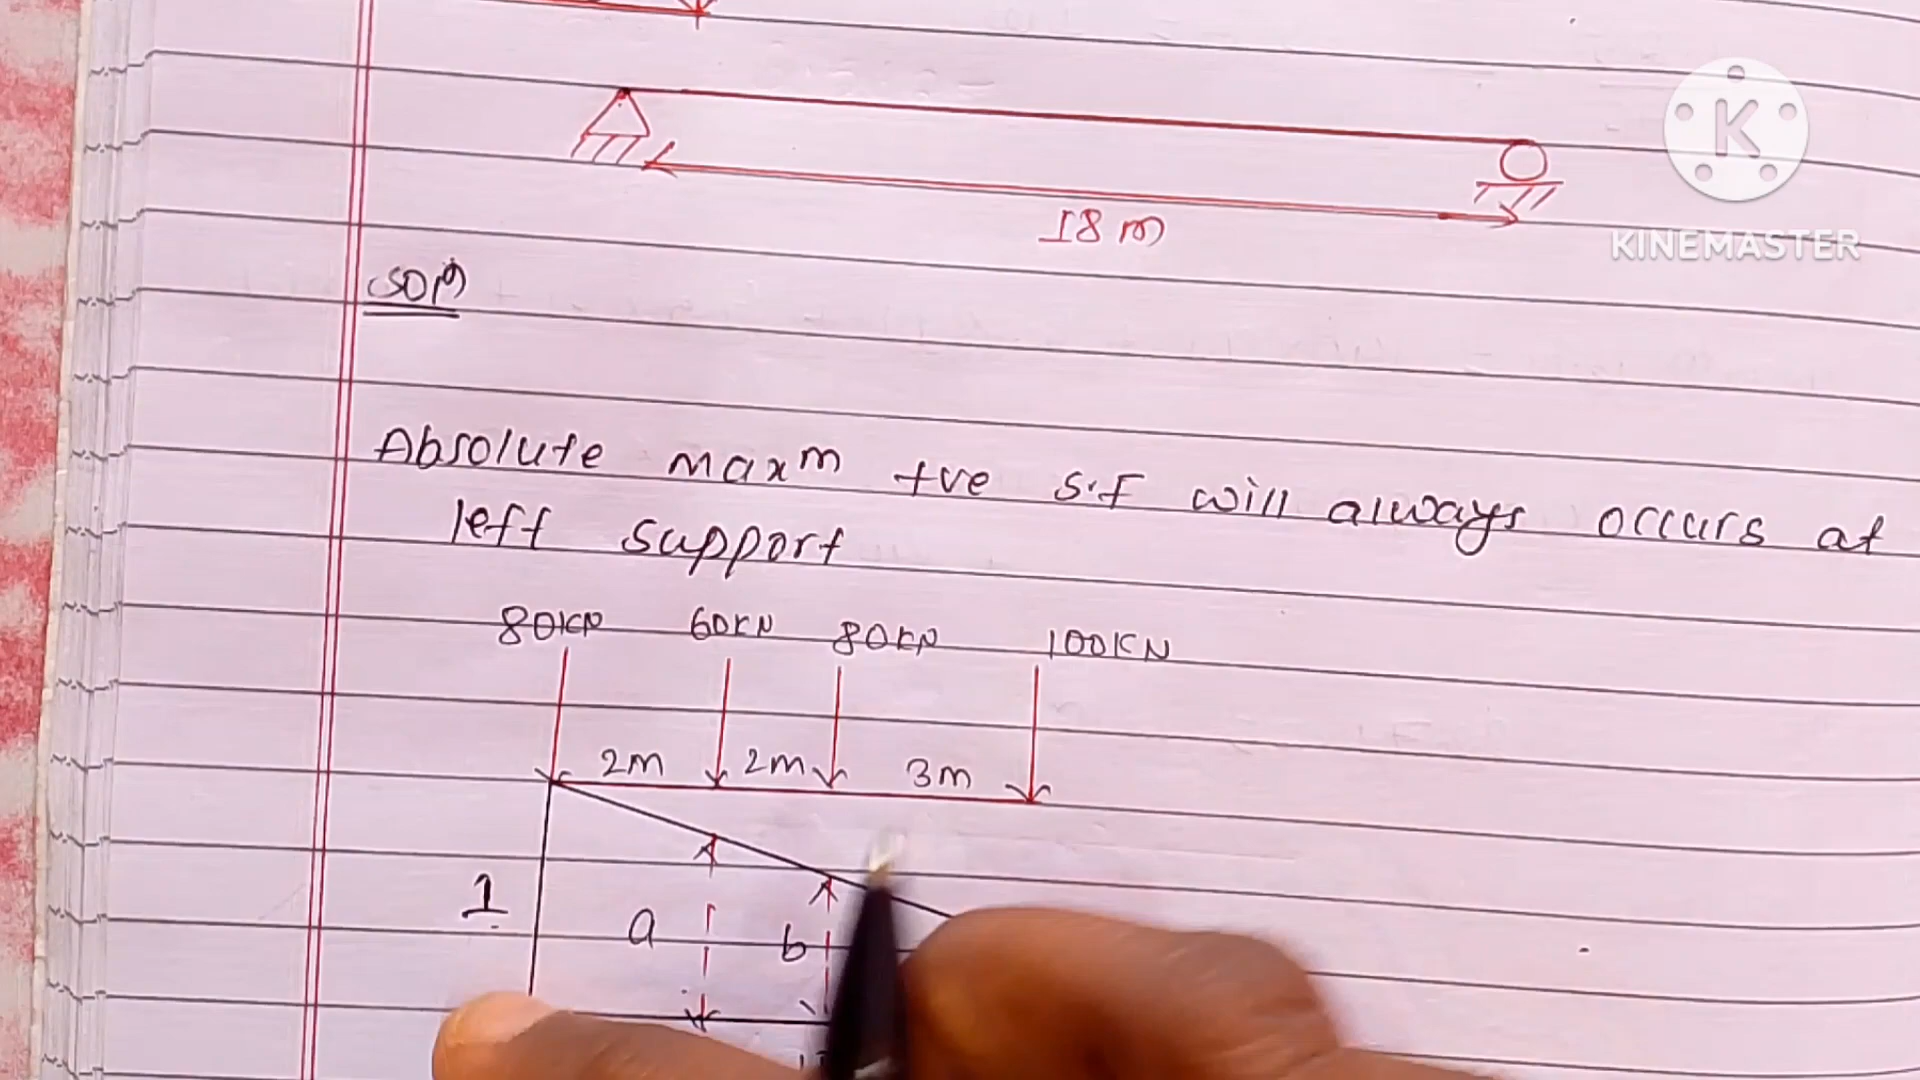 18 m
K
KINEMASTER
Soln
Absolute maxm +ve S.F will always occurs at
left support
80KN 60KN 80KN 100KN
2m 2m 3m
1
a b